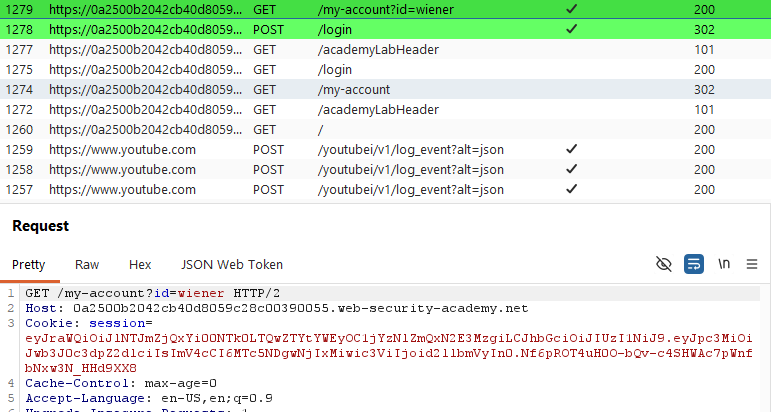 1279 https://0a2500b2042cb40d8059... GET /my-account?id=wiener ✓ 200
1278 https://0a2500b2042cb40d8059... POST /login ✓ 302
1277 https://0a2500b2042cb40d8059... GET /academyLabHeader 101
1275 https://0a2500b2042cb40d8059... GET /login 200
1274 https://0a2500b2042cb40d8059... GET /my-account 302
1272 https://0a2500b2042cb40d8059... GET /academyLabHeader 101
1260 https://0a2500b2042cb40d8059... GET / 200
1259 https://www.youtube.com POST /youtubei/v1/log_event?alt=json ✓ 200
1258 https://www.youtube.com POST /youtubei/v1/log_event?alt=json ✓ 200
1257 https://www.youtube.com POST /youtubei/v1/log_event?alt=json ✓ 200
Request
Pretty Raw Hex JSON Web Token \n
1 GET /my-account?id=wiener HTTP/2
2 Host: 0a2500b2042cb40d8059c28c00390055.web-security-academy.net
3 Cookie: session=
eyJraWQiOiJlNTJmZjQxYi00NTk0LTQwZTYtYWEyOC1jYzNlZmQxN2E3MzgiLCJhbGciOiJIUzI1NiJ9.eyJpc3MiOi
Jwb3J0c3dpZ2dlciIsImV4cCI6MTc5NDgwNjIxMiwic3ViIjoid2llbmVyIn0.Nf6pROT4uH0O-bQv-c4SHWAc7pWnf
bNxw3N_HHd9XX8
4 Cache-Control: max-age=0
5 Accept-Language: en-US,en;q=0.9